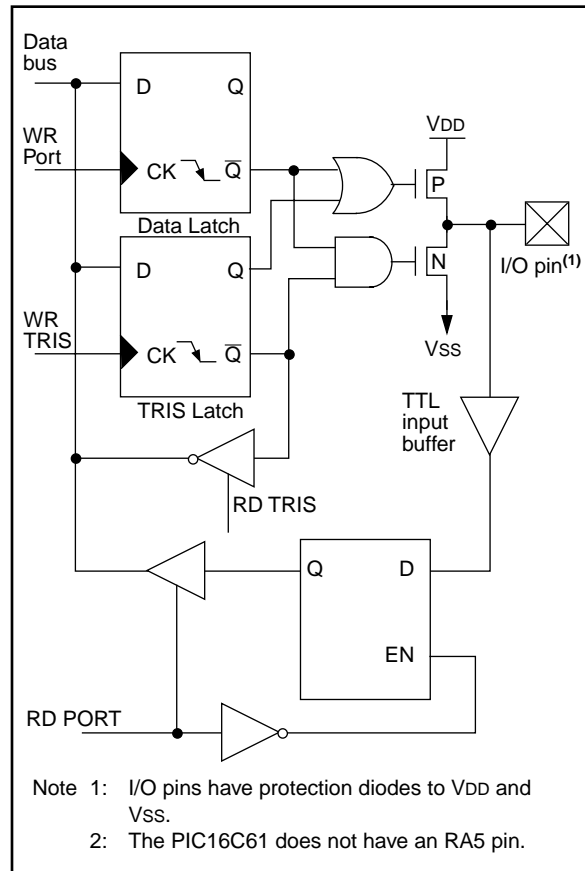 Data
bus
D Q
WR
Port
CK Q̅
Data Latch
VDD
P
D Q
N
I/O pin(1)
WR
TRIS
CK Q̅
VSS
TRIS Latch
TTL
input
buffer
RD TRIS
Q D
EN
RD PORT
Note 1: I/O pins have protection diodes to VDD and
VSS.
2: The PIC16C61 does not have an RA5 pin.